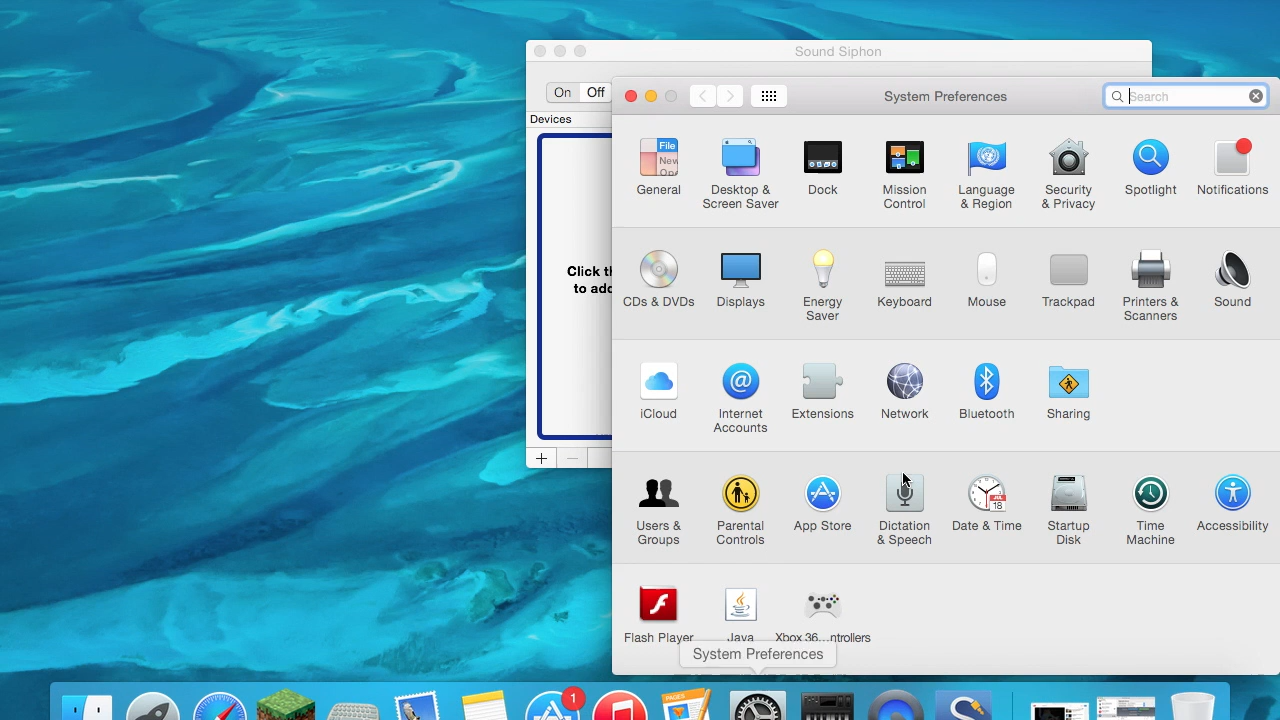 Sound Siphon
On Off
Devices
Click th
to add
System Preferences
Search
File
New
Op
General
Desktop &
Screen Saver
Dock
Mission
Control
Language
& Region
Security
& Privacy
Spotlight
Notifications
CDs & DVDs
Displays
Energy
Saver
Keyboard
Mouse
Trackpad
Printers &
Scanners
Sound
iCloud
Internet
Accounts
Extensions
Network
Bluetooth
Sharing
Users &
Groups
Parental
Controls
App Store
Dictation
& Speech
18
Date & Time
Startup
Disk
Time
Machine
Accessibility
Flash Player
Java
Xbox 36...ntrollers
System Preferences
1
PAGES